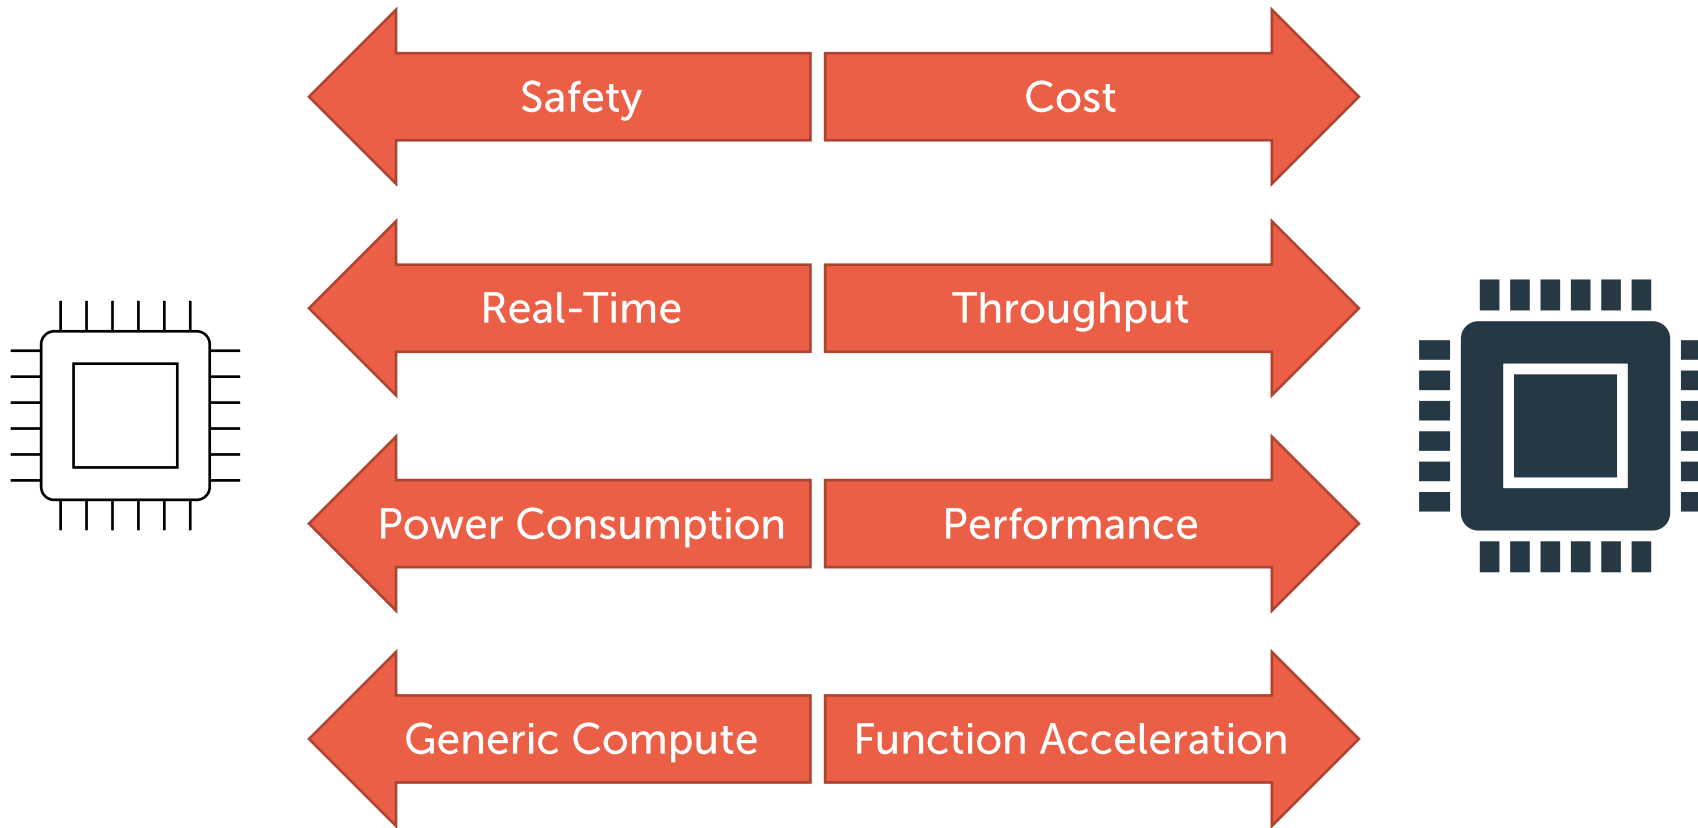 Safety
Cost
Real-Time
Throughput
Power Consumption
Performance
Generic Compute
Function Acceleration